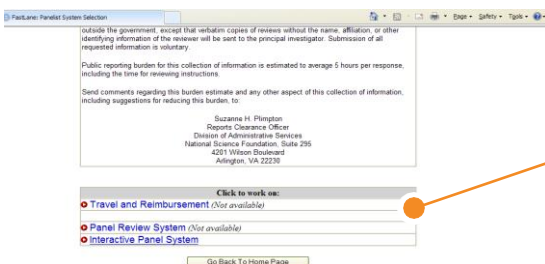 FastLane: Panelist System Selection
Page Safety Tools
outside the government, except that verbatim copies of reviews without the name, affiliation, or other
identifying information of the reviewer will be sent to the principal investigator. Submission of all
requested information is voluntary.
Public reporting burden for this collection of information is estimated to average 5 hours per response,
including the time for reviewing instructions.
Send comments regarding this burden estimate and any other aspect of this collection of information,
including suggestions for reducing this burden, to:
Suzanne H. Plimpton
Reports Clearance Officer
Division of Administrative Services
National Science Foundation, Suite 295
4201 Wilson Boulevard
Arlington, VA 22230
Click to work on:
Travel and Reimbursement (Not available)
Panel Review System (Not available)
Interactive Panel System
Go Back To Home Page